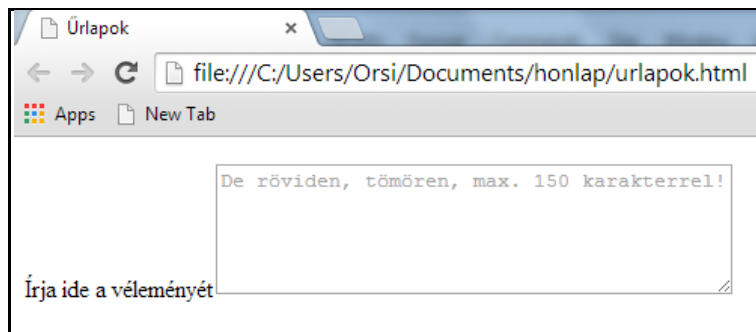 Űrlapok
file:///C:/Users/Orsi/Documents/honlap/urlapok.html
Apps New Tab
De röviden, tömören, max. 150 karakterrel!
Írja ide a véleményét